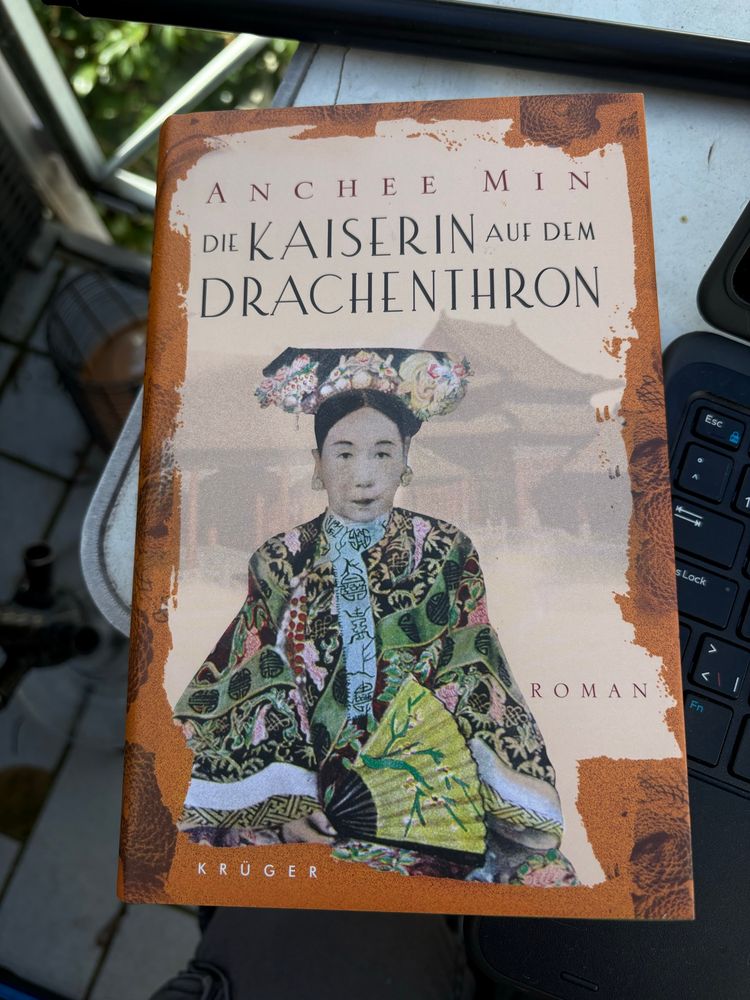 ANCHEE MIN
DIE KAISERIN AUF DEM
DRACHENTHRON
ROMAN
KRÜGER
Esc
s Lock
Fn